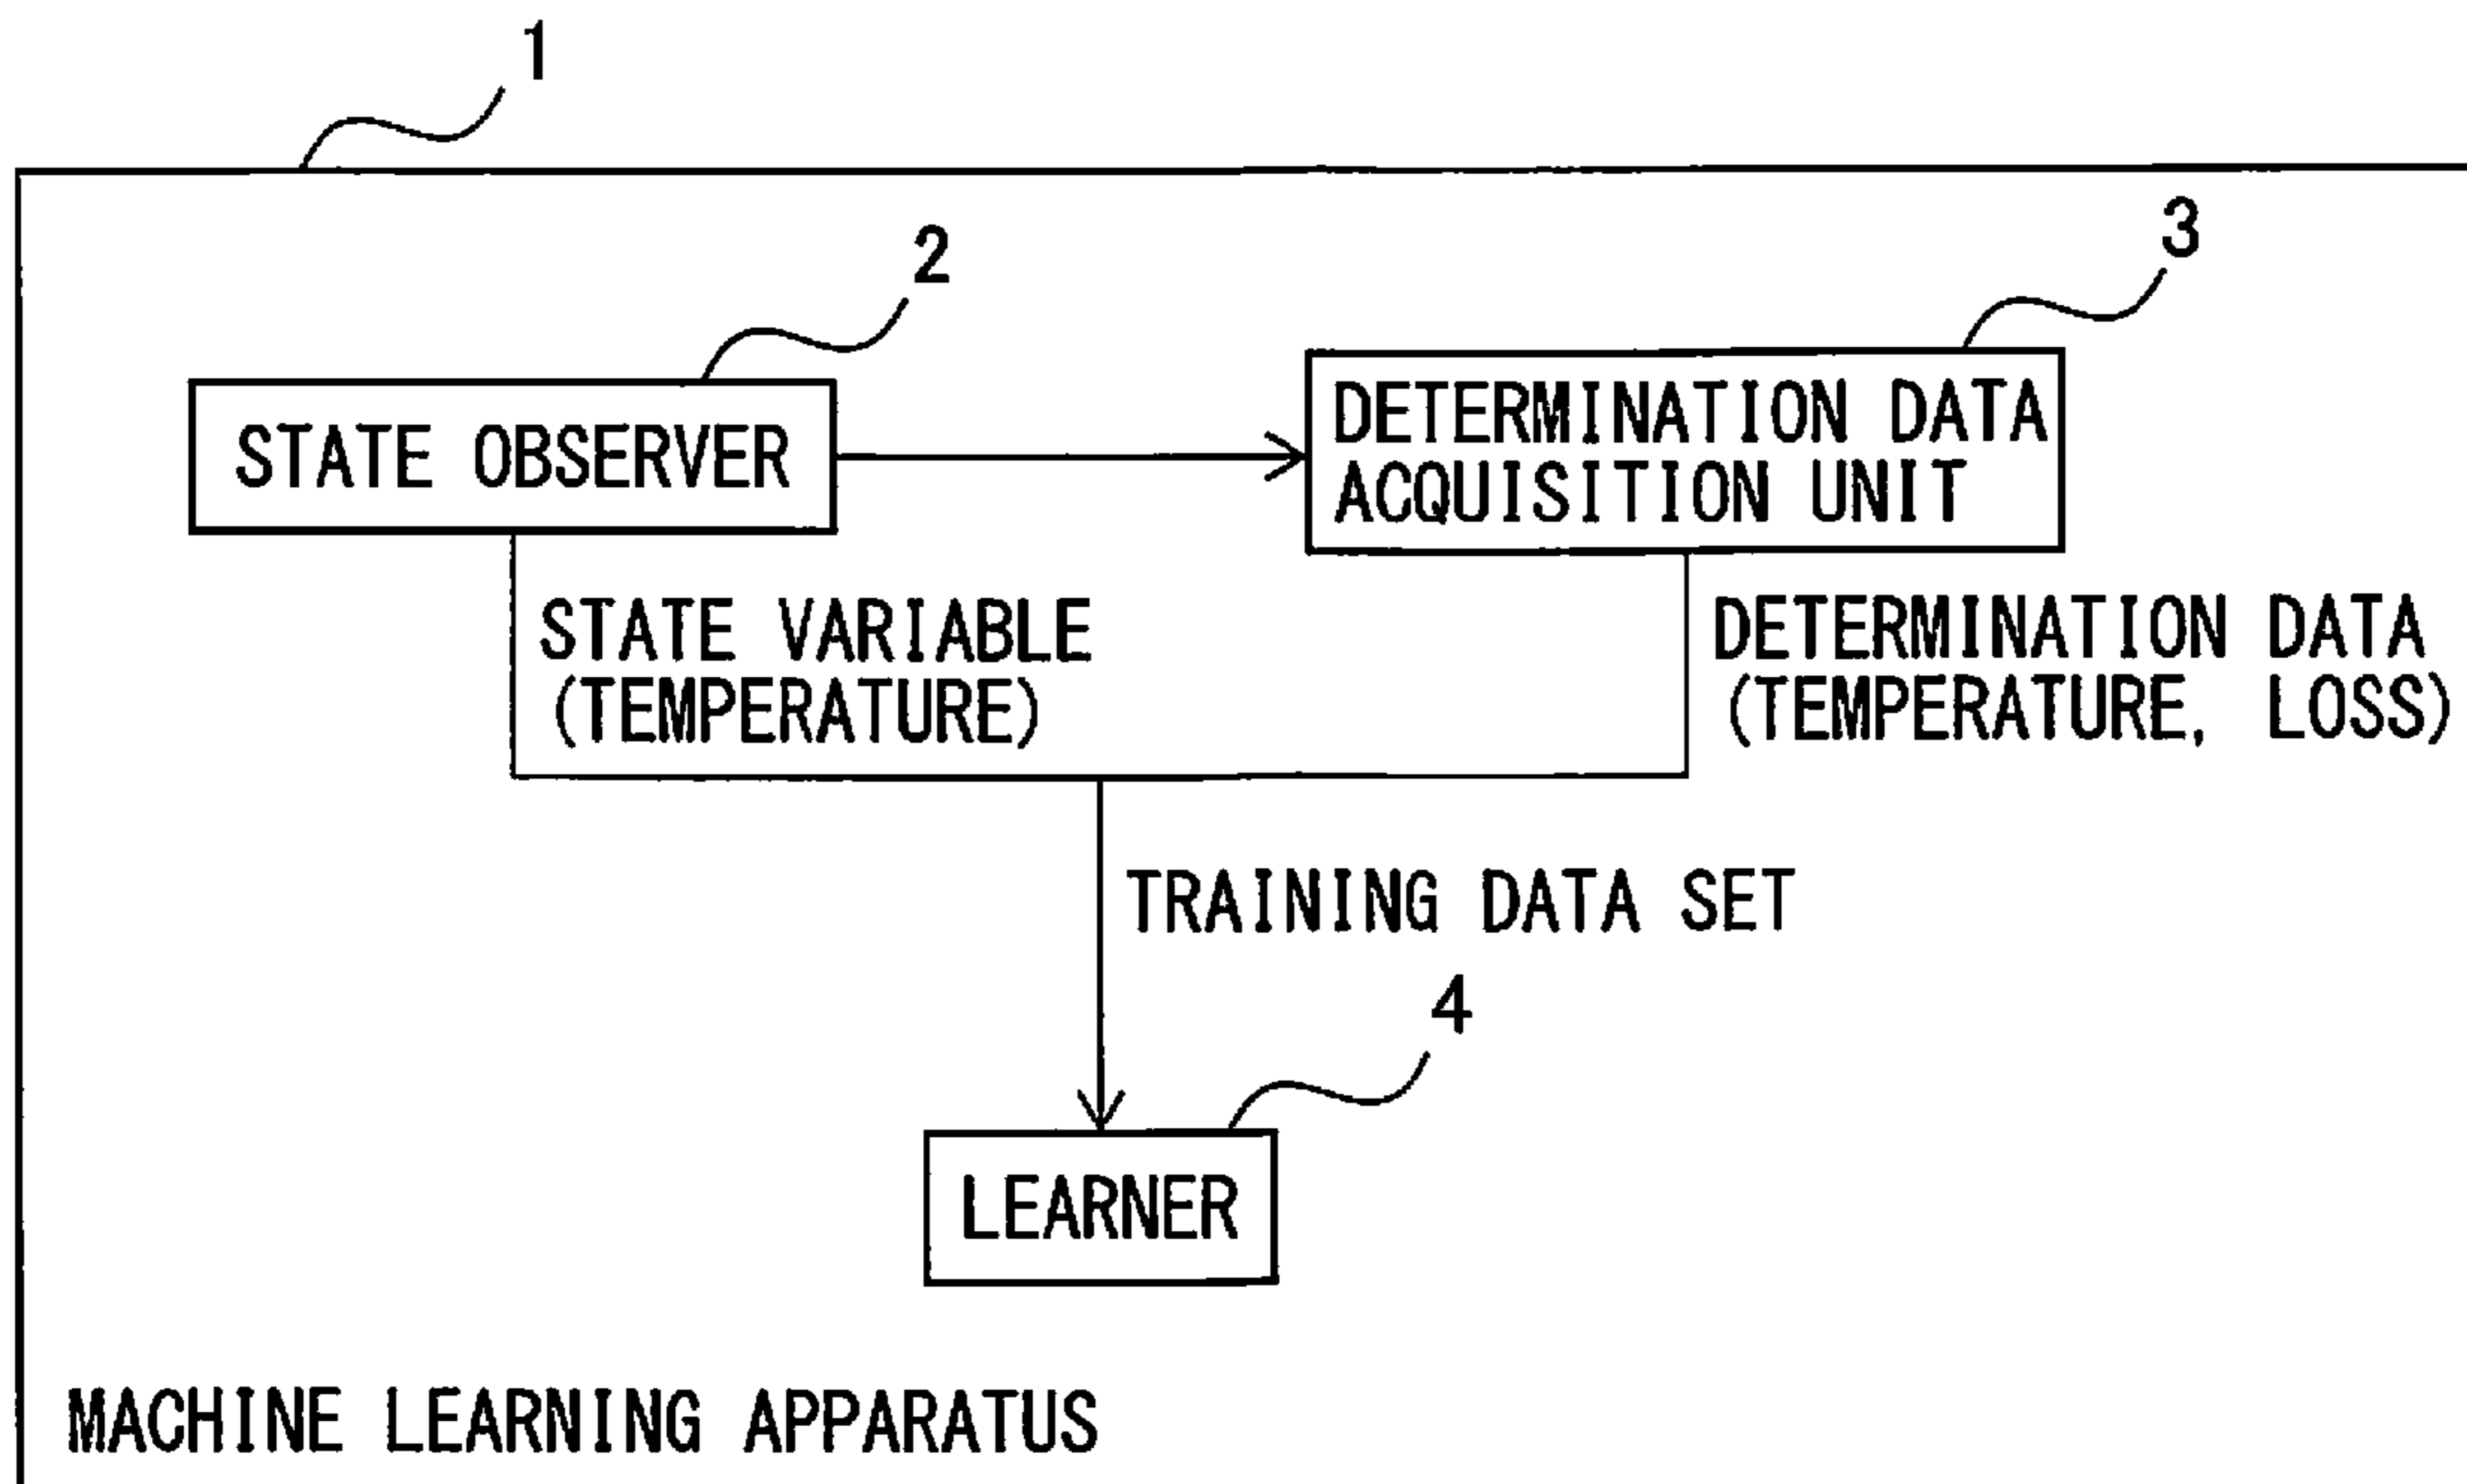 1
2
3
STATE OBSERVER
DETERMINATION DATA
ACQUISITION UNIT
STATE VARIABLE
(TEMPERATURE)
DETERMINATION DATA
(TEMPERATURE, LOSS)
TRAINING DATA SET
4
LEARNER
MACHINE LEARNING APPARATUS